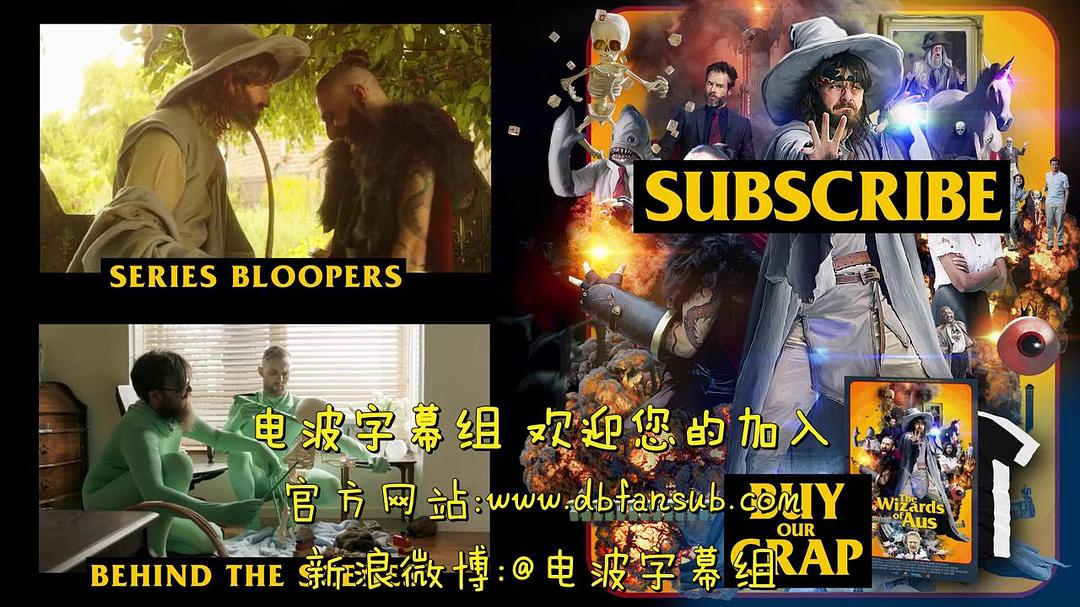 SERIES BLOOPERS
SUBSCRIBE
电波字幕组 欢迎您的加入
官方网站:www.dbfansub.com
BUY
OUR
CRAP
The
Wizards
of Aus
BEHIND THE
新浪微博:@电波字幕组